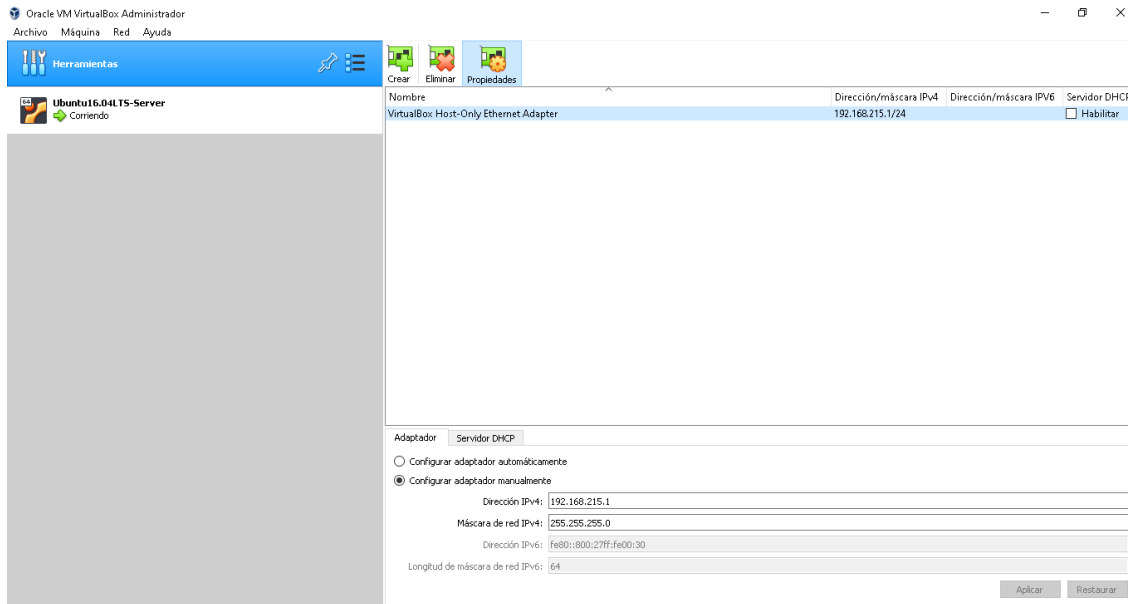 Oracle VM VirtualBox Administrador
Archivo Máquina Red Ayuda
Herramientas
Crear Eliminar Propiedades
64 Ubuntu16.04LTS-Server
Corriendo
Nombre Dirección/máscara IPv4 Dirección/máscara IPV6 Servidor DHCP
VirtualBox Host-Only Ethernet Adapter 192.168.215.1/24 Habilitar
Adaptador Servidor DHCP
Configurar adaptador automáticamente
Configurar adaptador manualmente
Dirección IPv4: 192.168.215.1
Máscara de red IPv4: 255.255.255.0
Dirección IPv6: fe80::800:27ff:fe00:30
Longitud de máscara de red IPv6: 64
Aplicar Restaurar